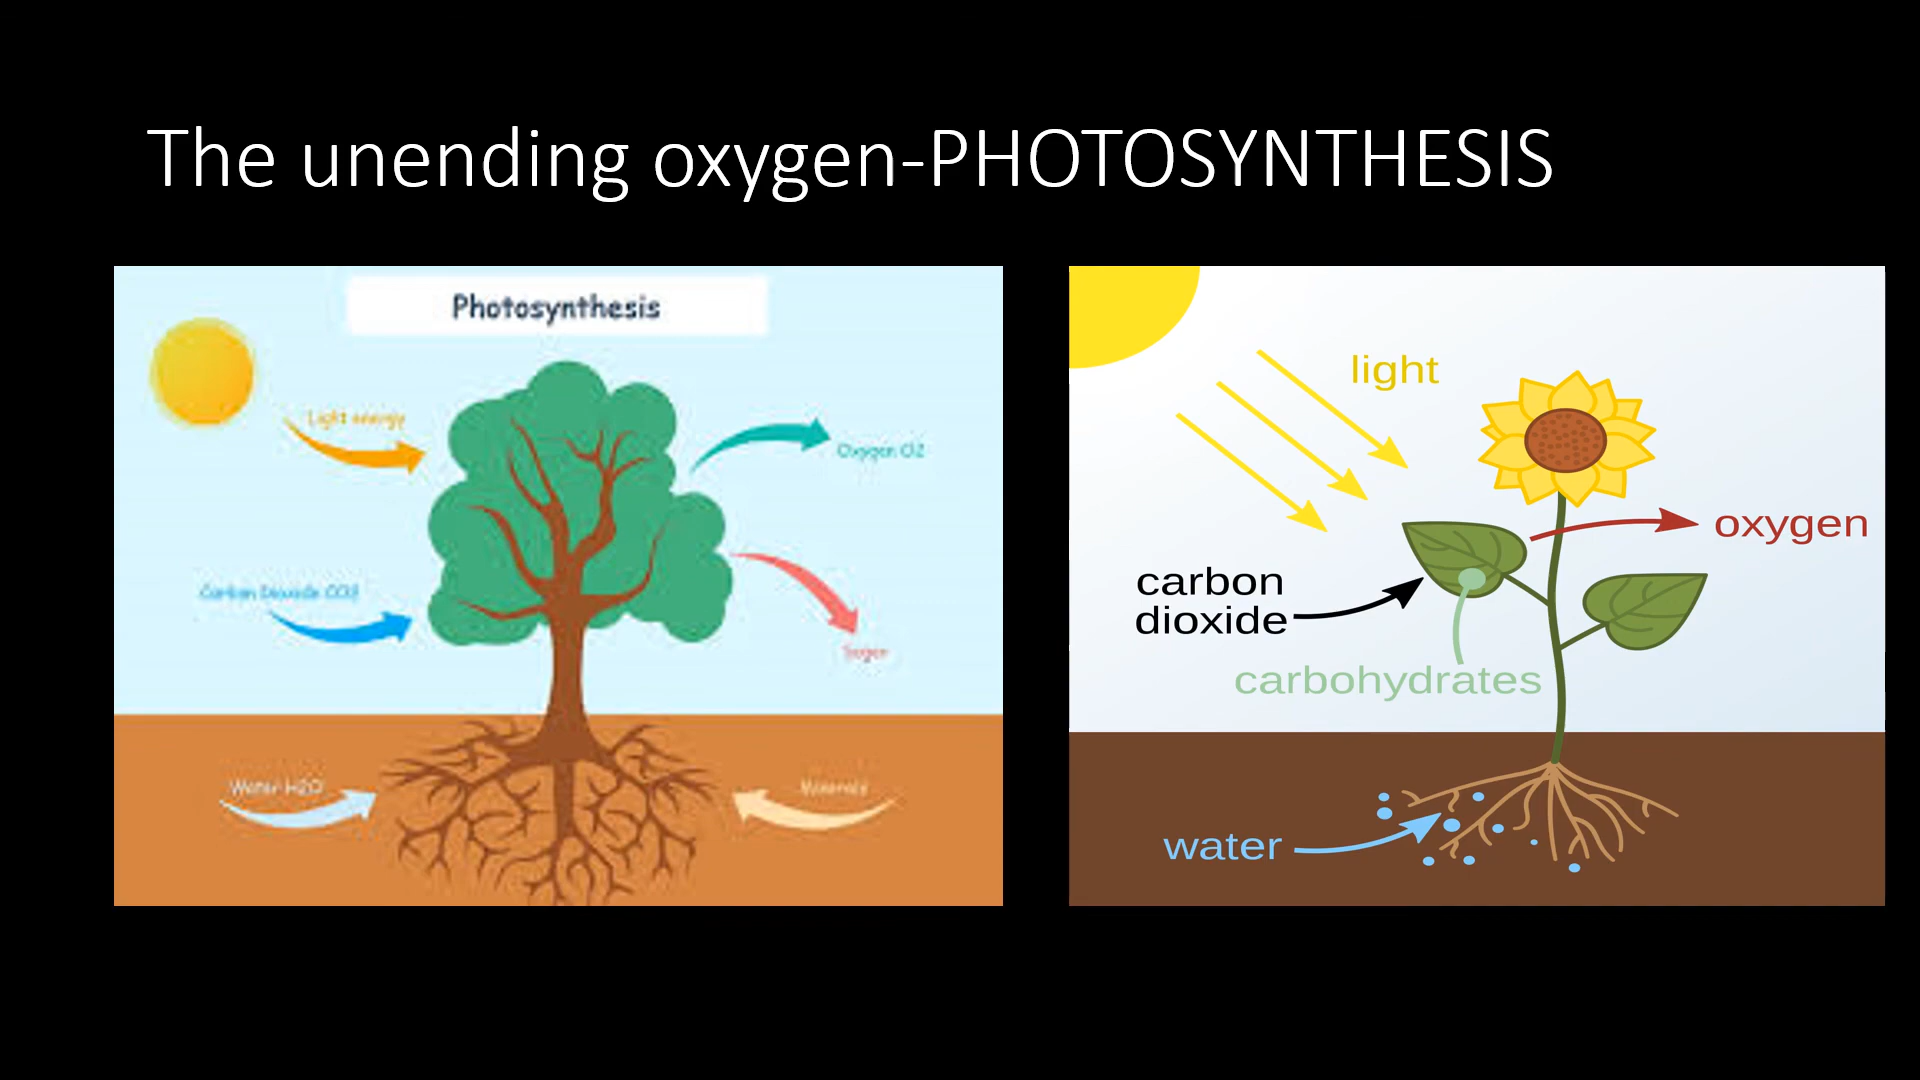 The unending oxygen-PHOTOSYNTHESIS
Photosynthesis
Light energy
Oxygen O2
Carbon Dioxide CO2
Sugar
Water H2O
Minerals
light
oxygen
carbon
dioxide
carbohydrates
water